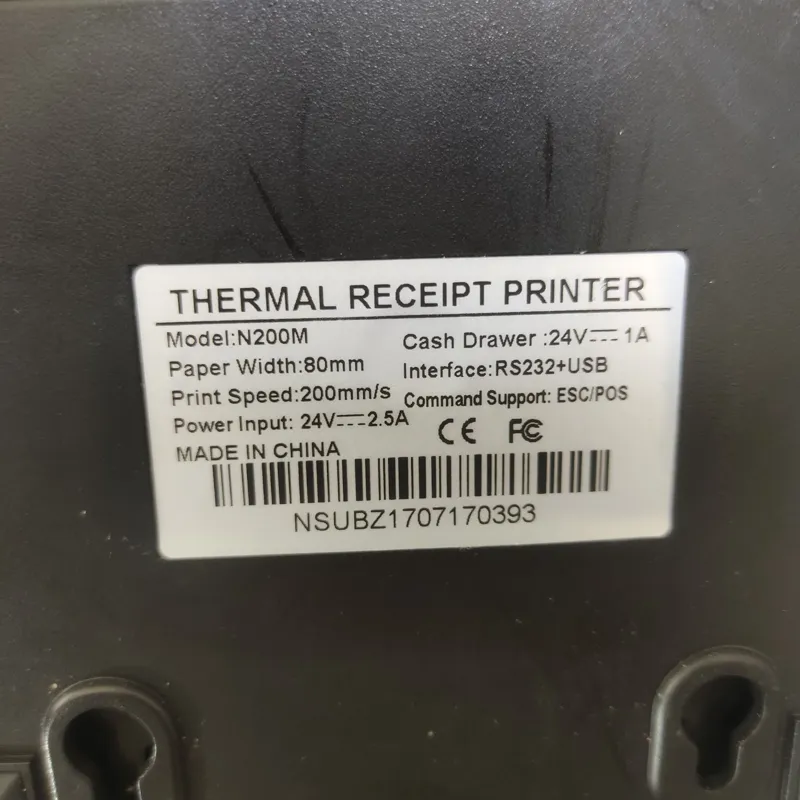 THERMAL RECEIPT PRINTER
Model:N200M
Cash Drawer :24V⎓1A
Paper Width:80mm
Interface:RS232+USB
Print Speed:200mm/s
Command Support: ESC/POS
Power Input: 24V⎓2.5A
CE FC
MADE IN CHINA
NSUBZ1707170393